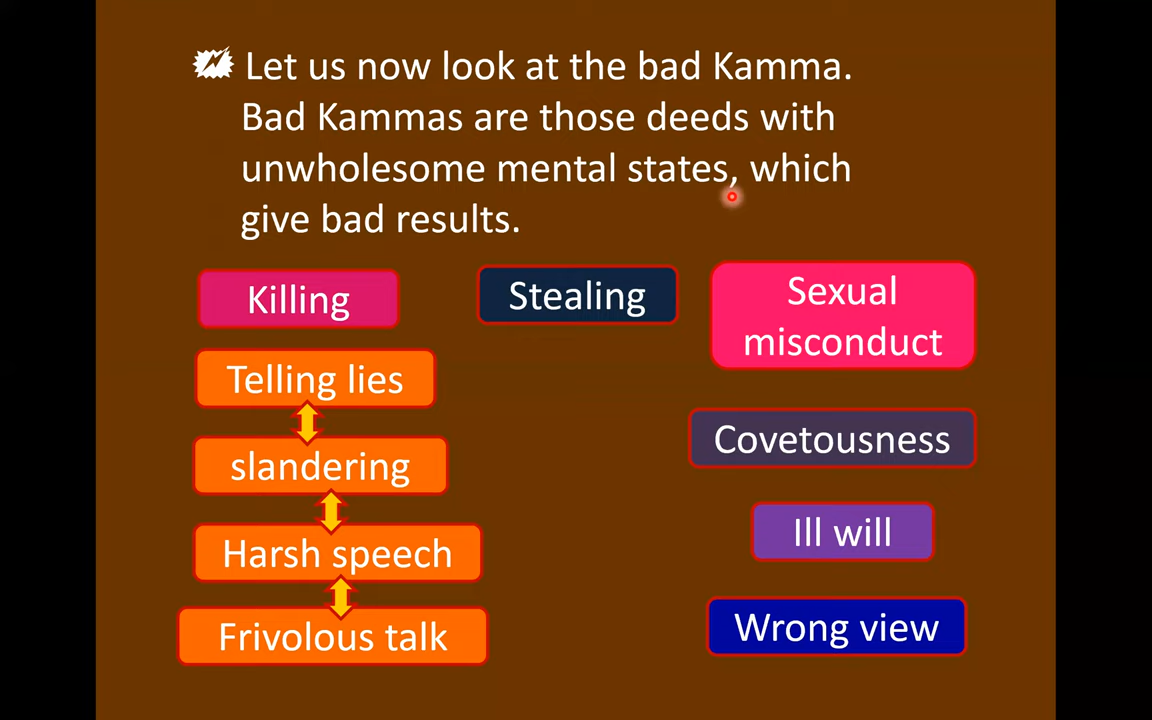 Let us now look at the bad Kamma.
Bad Kammas are those deeds with
unwholesome mental states, which
give bad results.
Killing
Stealing
Sexual
misconduct
Telling lies
slandering
Harsh speech
Frivolous talk
Covetousness
Ill will
Wrong view